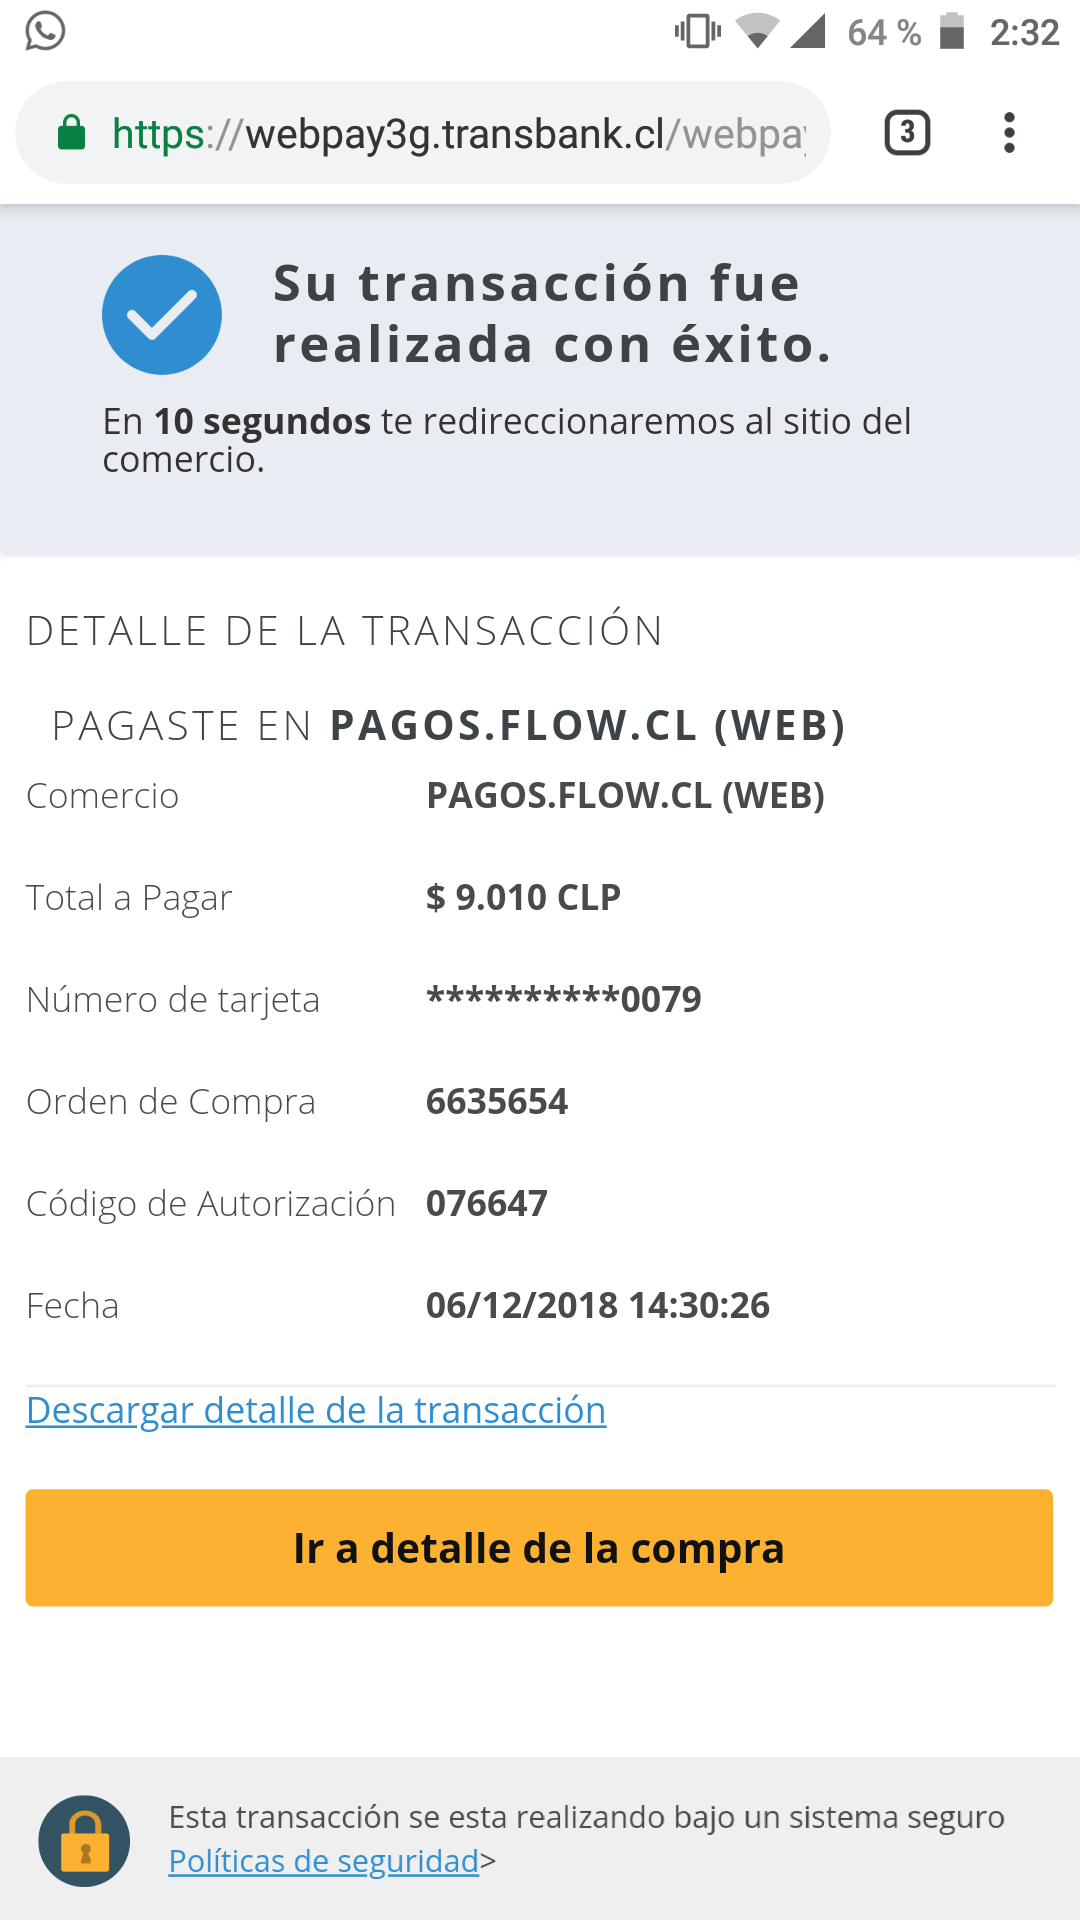 64 % 2:32
https://webpay3g.transbank.cl/webpay 3
Su transacción fue
realizada con éxito.
En 10 segundos te redireccionaremos al sitio del
comercio.
DETALLE DE LA TRANSACCIÓN
PAGASTE EN PAGOS.FLOW.CL (WEB)
Comercio PAGOS.FLOW.CL (WEB)
Total a Pagar $ 9.010 CLP
Número de tarjeta **********0079
Orden de Compra 6635654
Código de Autorización 076647
Fecha 06/12/2018 14:30:26
Descargar detalle de la transacción
Ir a detalle de la compra
Esta transacción se esta realizando bajo un sistema seguro
Políticas de seguridad>